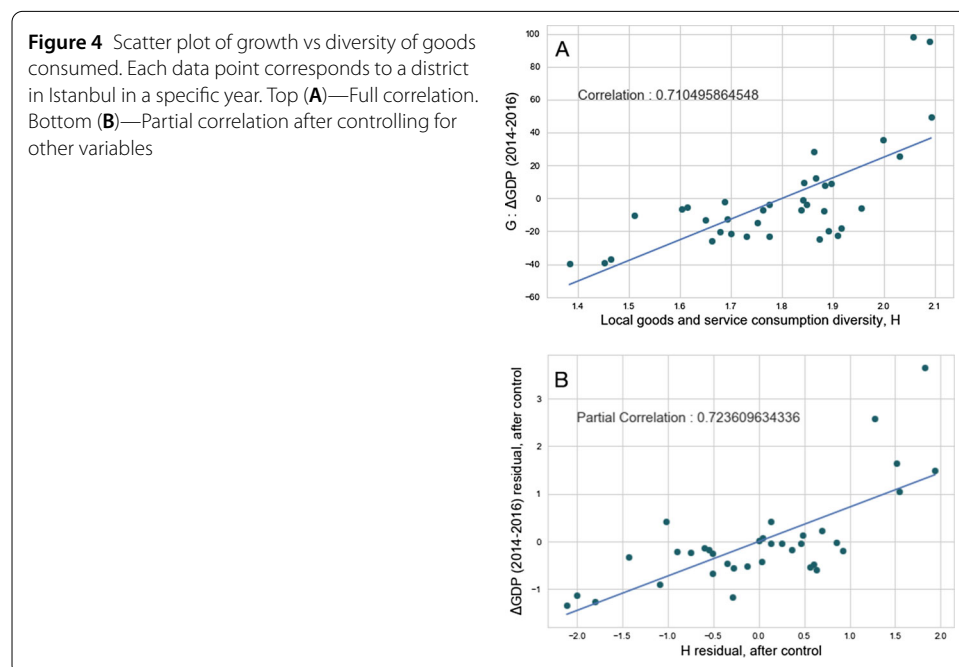 Figure 4 Scatter plot of growth vs diversity of goods
consumed. Each data point corresponds to a district
in Istanbul in a specific year. Top (A)—Full correlation.
Bottom (B)—Partial correlation after controlling for
other variables
A
Correlation : 0.710495864548
G : ΔGDP (2014-2016)
100
80
60
40
20
0
−20
−40
−60
1.4 1.5 1.6 1.7 1.8 1.9 2.0 2.1
Local goods and service consumption diversity, H
B
Partial Correlation : 0.723609634336
ΔGDP (2014-2016) residual, after control
3
2
1
0
−1
−2.0 −1.5 −1.0 −0.5 0.0 0.5 1.0 1.5 2.0
H residual, after control